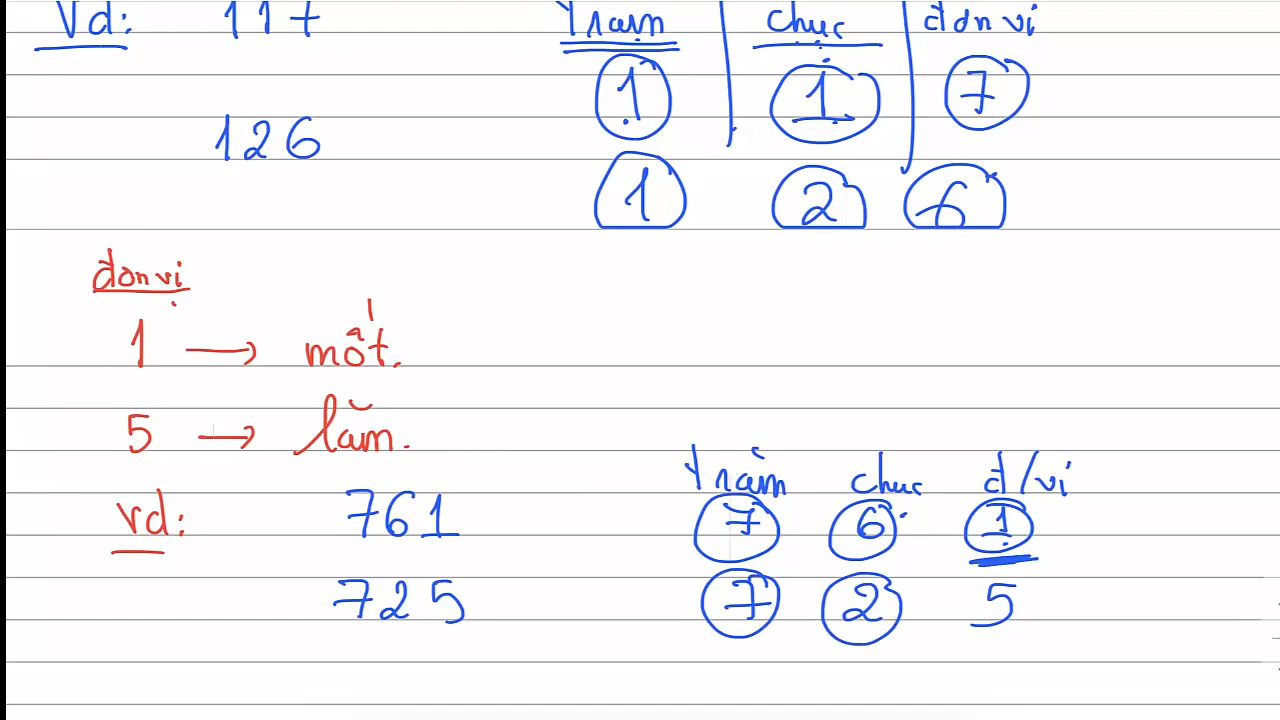 Vd: 117 Trăm chục đơn vị
1 1 7
126 1 2 6
đơn vị
1 → mốt.
5 → lăm.
Trăm chục đ/vị
vd: 761 7 6 1
725 7 2 5